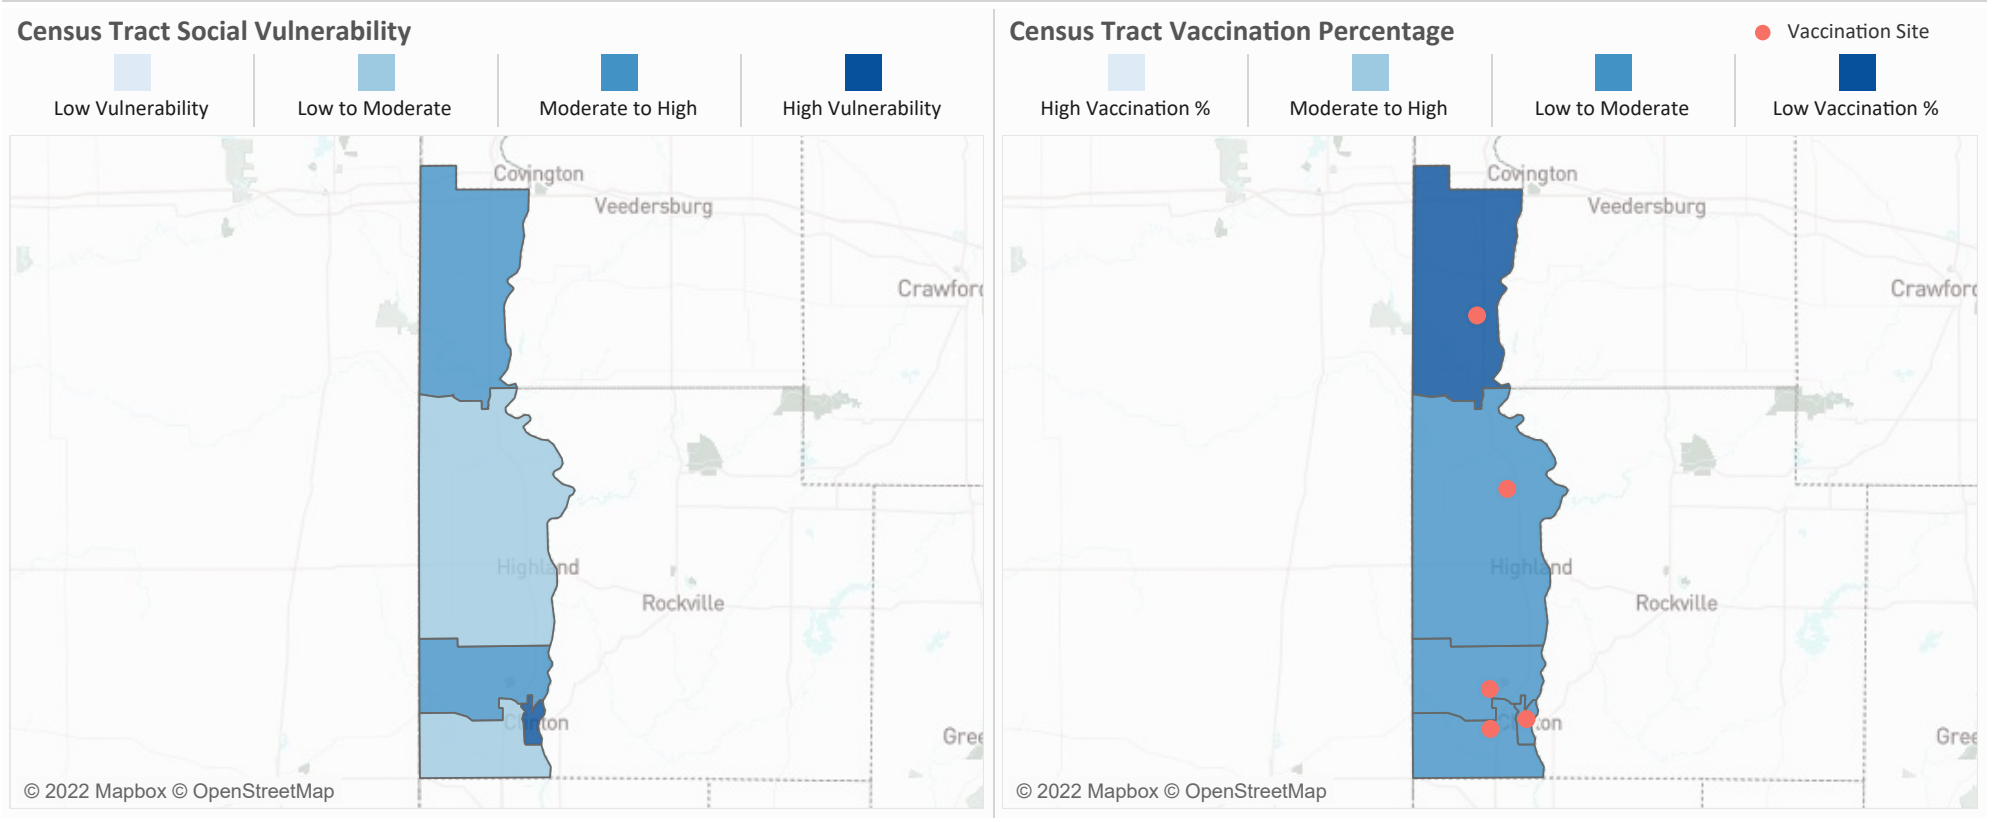 Census Tract Social Vulnerability
Low Vulnerability
Low to Moderate
Moderate to High
High Vulnerability
Covington
Veedersburg
Crawford
Highland
Rockville
Clinton
Gree
© 2022 Mapbox © OpenStreetMap
Census Tract Vaccination Percentage
Vaccination Site
High Vaccination %
Moderate to High
Low to Moderate
Low Vaccination %
Covington
Veedersburg
Crawford
Highland
Rockville
Clinton
Gree
© 2022 Mapbox © OpenStreetMap